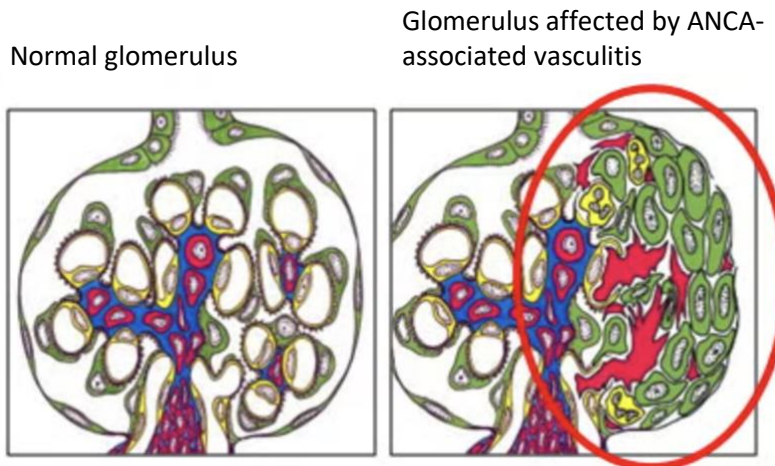 Normal glomerulus
Glomerulus affected by ANCA-
associated vasculitis